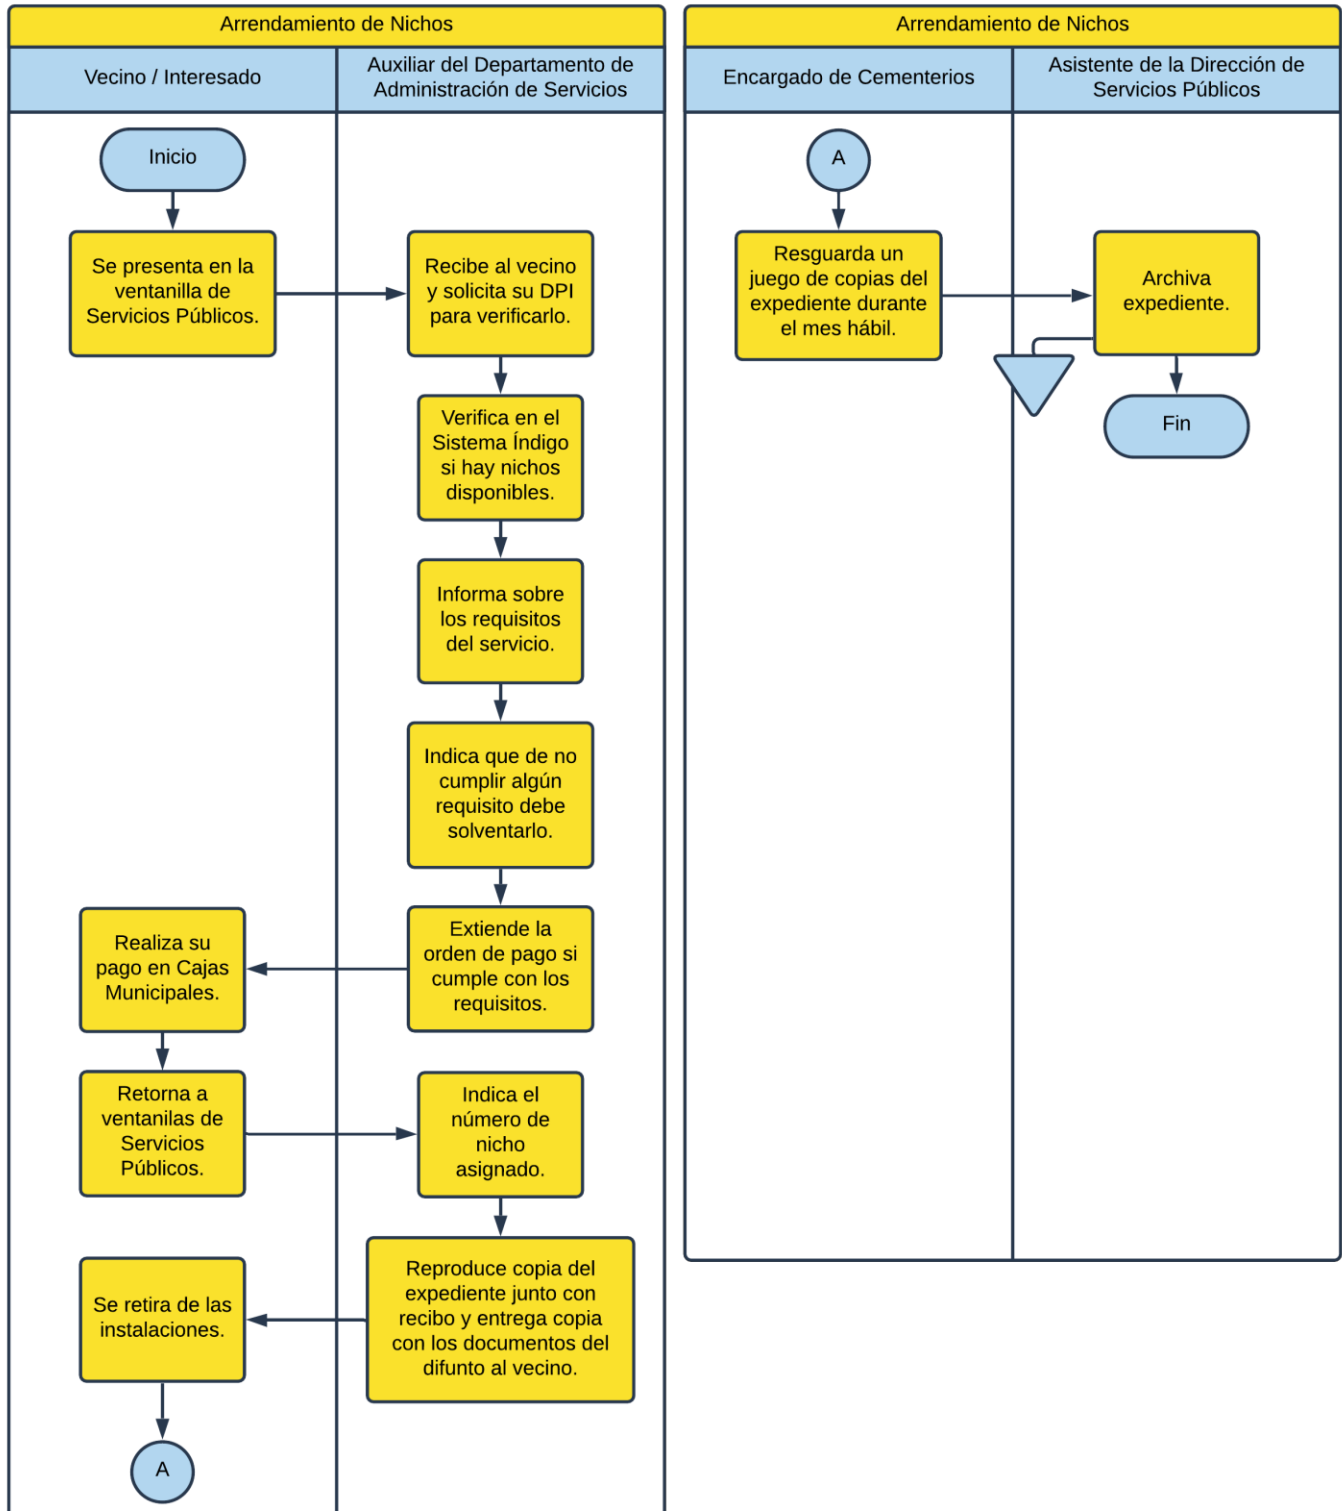 Arrendamiento de Nichos
Vecino / Interesado
Auxiliar del Departamento de
Administración de Servicios
Inicio
Se presenta en la
ventanilla de
Servicios Públicos.
Recibe al vecino
y solicita su DPI
para verificarlo.
Verifica en el
Sistema Índigo
si hay nichos
disponibles.
Informa sobre
los requisitos
del servicio.
Indica que de no
cumplir algún
requisito debe
solventarlo.
Extiende la
orden de pago si
cumple con los
requisitos.
Realiza su
pago en Cajas
Municipales.
Retorna a
ventanilas de
Servicios
Públicos.
Indica el
número de
nicho
asignado.
Reproduce copia del
expediente junto con
recibo y entrega copia
con los documentos del
difunto al vecino.
Se retira de las
instalaciones.
A
Arrendamiento de Nichos
Encargado de Cementerios
Asistente de la Dirección de
Servicios Públicos
A
Resguarda un
juego de copias del
expediente durante
el mes hábil.
Archiva
expediente.
Fin